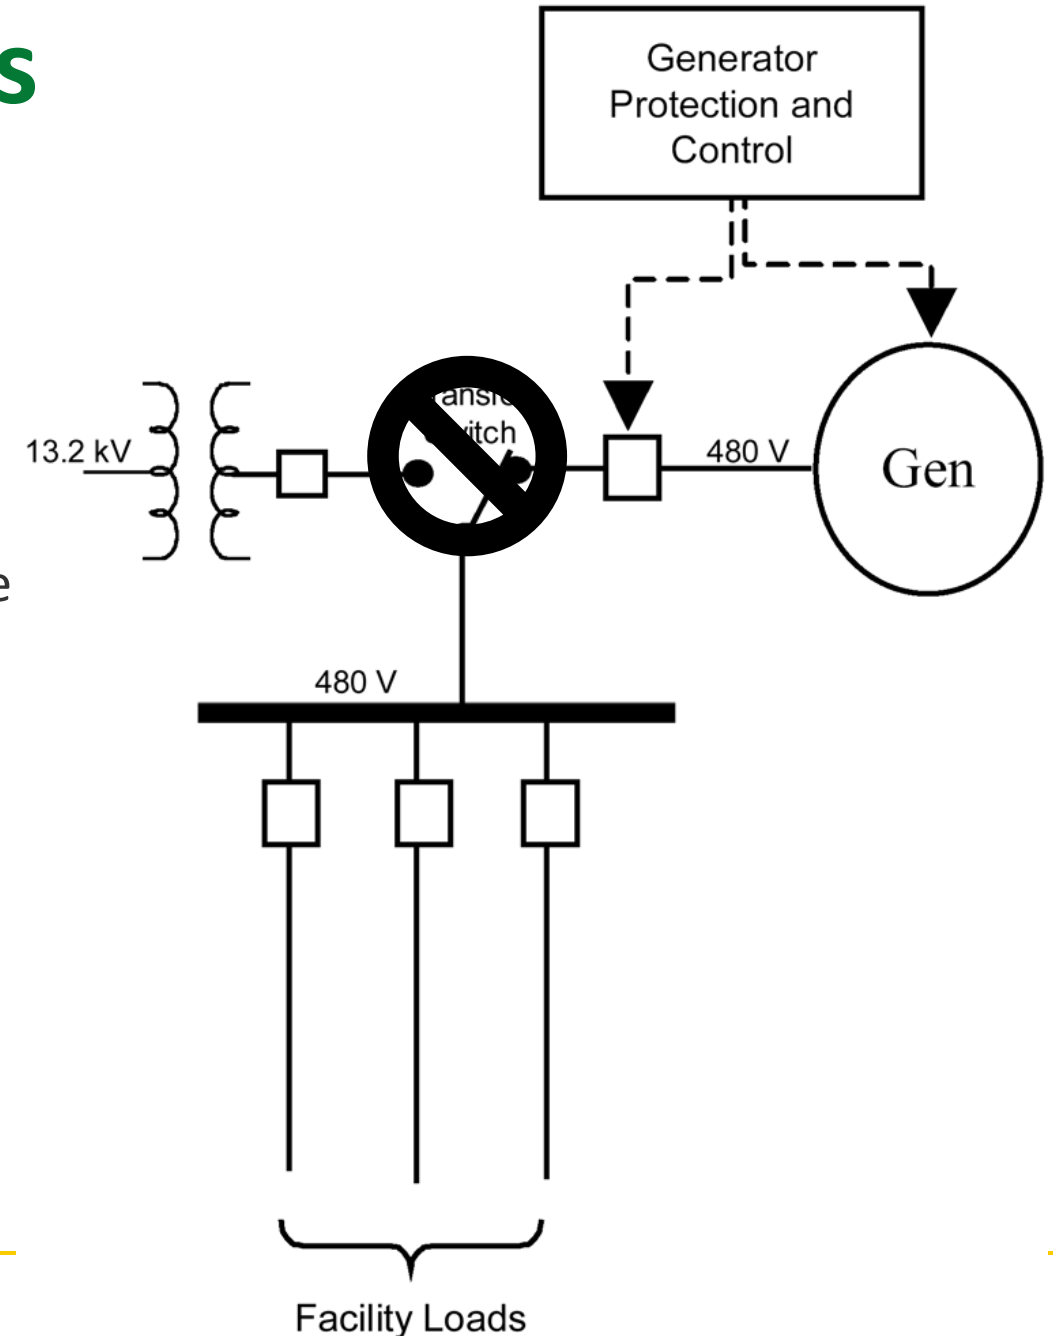 s
Generator
Protection and
Control
13.2 kV
480 V
Gen
e
480 V
Facility Loads